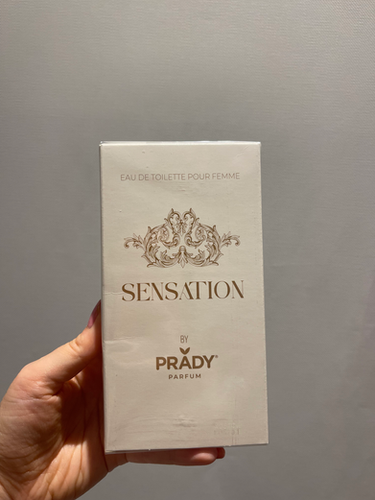 EAU DE TOILETTE POUR FEMME
SENSATION
BY
PRADY®
PARFUM